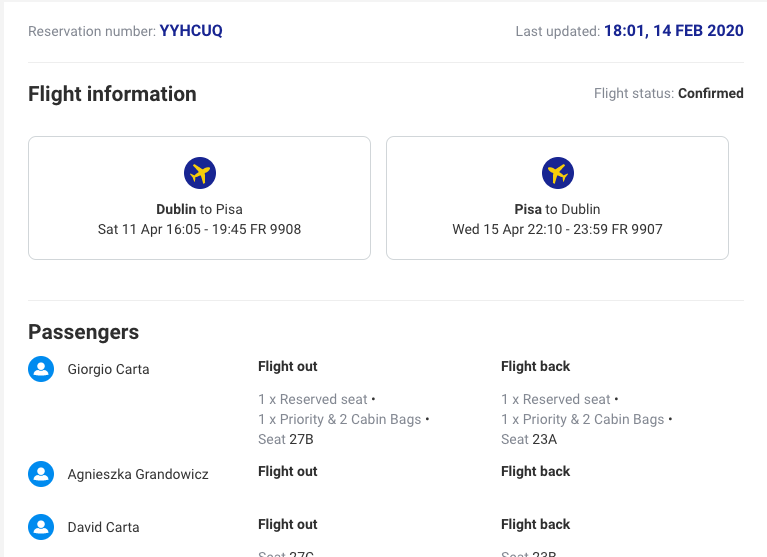 Reservation number: YYHCUQ
Last updated: 18:01, 14 FEB 2020
Flight information
Flight status: Confirmed
Dublin to Pisa
Sat 11 Apr 16:05 - 19:45 FR 9908
Pisa to Dublin
Wed 15 Apr 22:10 - 23:59 FR 9907
Passengers
Giorgio Carta
Flight out
1 x Reserved seat •
1 x Priority & 2 Cabin Bags •
Seat 27B
Flight back
1 x Reserved seat •
1 x Priority & 2 Cabin Bags •
Seat 23A
Agnieszka Grandowicz
Flight out
Flight back
David Carta
Flight out
Seat 27C
Flight back
Seat 23B